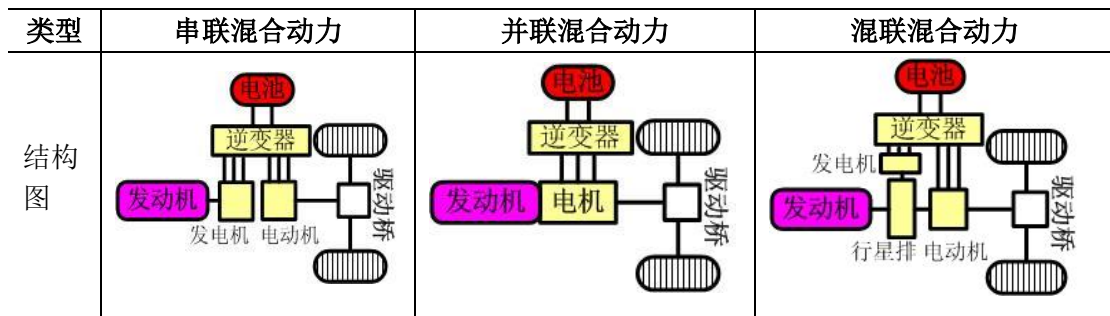 类型 串联混合动力 并联混合动力 混联混合动力
结构图
电池
逆变器
发动机
发电机 电动机
驱动桥
电池
逆变器
发动机 电机
驱动桥
电池
逆变器
发电机
发动机
行星排 电动机
驱动桥